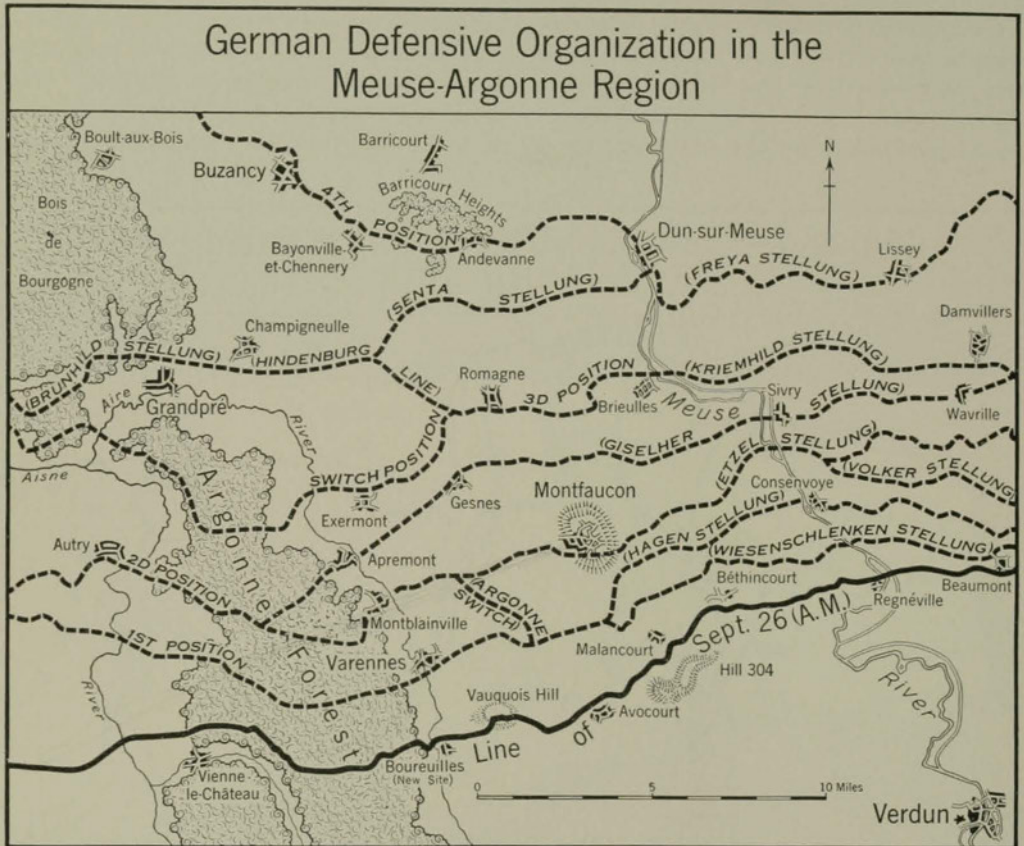 German Defensive Organization in the
Meuse-Argonne Region
Boult-aux-Bois
Barricourt
N
Buzancy
Barricourt Heights
4TH POSITION
Bois
de
Bourgogne
Bayonville-
et-Chennery
Andevanne
Dun-sur-Meuse
Lissey
(FREYA STELLUNG)
(SENTA STELLUNG)
Champigneulle
Damvillers
(BRUNHILD STELLUNG)
(HINDENBURG LINE)
Romagne
3D POSITION
(KRIEMHILD STELLUNG)
Aire
River
Grandpré
Brieulles
Meuse
Sivry
Wavrille
(GISELHER STELLUNG)
Aisne
SWITCH POSITION
Gesnes
Exermont
Montfaucon
(ETZEL STELLUNG)
(VOLKER STELLUNG)
Consenvoye
(HAGEN STELLUNG)
(WIESENSCHLENKEN STELLUNG)
Autry
2D POSITION
Argonne Forest
Apremont
(ARGONNE
SWITCH)
Béthincourt
Beaumont
Regnéville
Montblainville
1ST POSITION
Varennes
Malancourt
Hill 304
River
River
Vauquois Hill
Avocourt
Line of Sept. 26 (A.M.)
Boureuilles
(New Site)
Vienne-
le-Château
0 5 10 Miles
Verdun